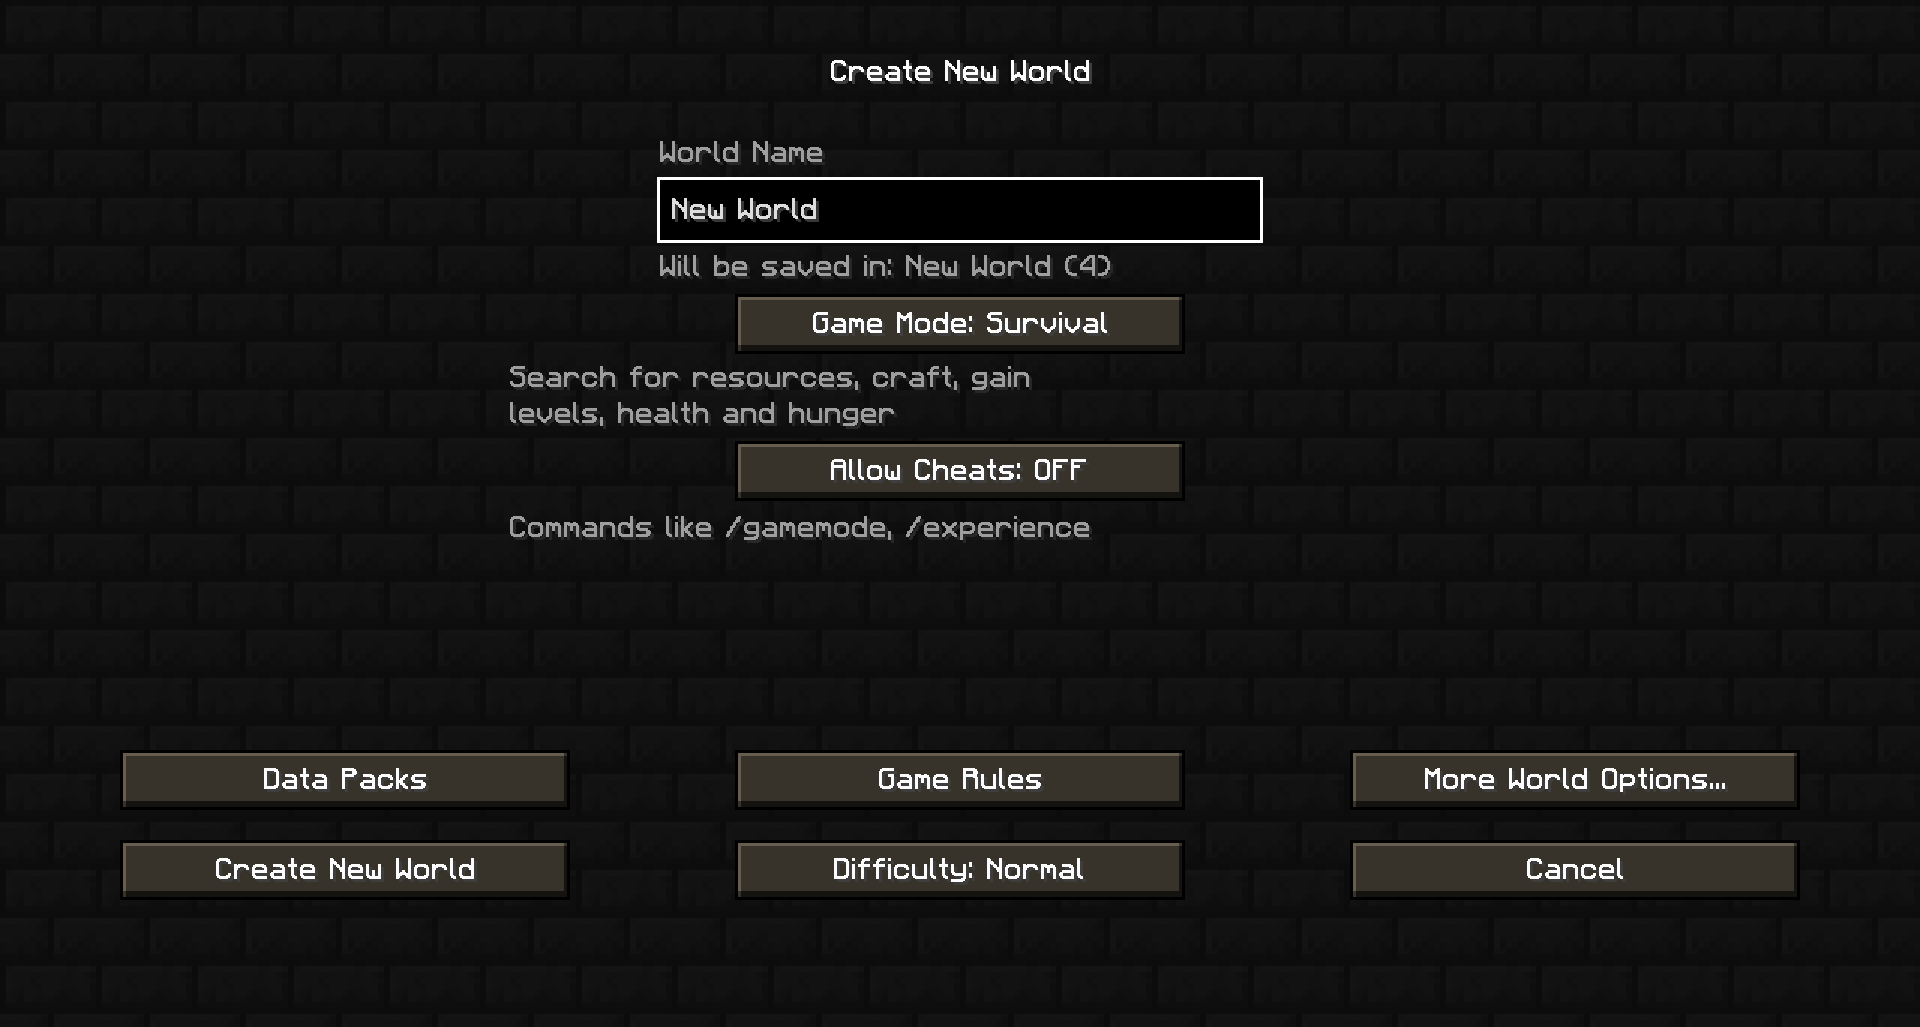 Create New World
World Name
New World
Will be saved in: New World (4)
Game Mode: Survival
Search for resources, craft, gain
levels, health and hunger
Allow Cheats: OFF
Commands like /gamemode, /experience
Data Packs
Game Rules
More World Options...
Create New World
Difficulty: Normal
Cancel